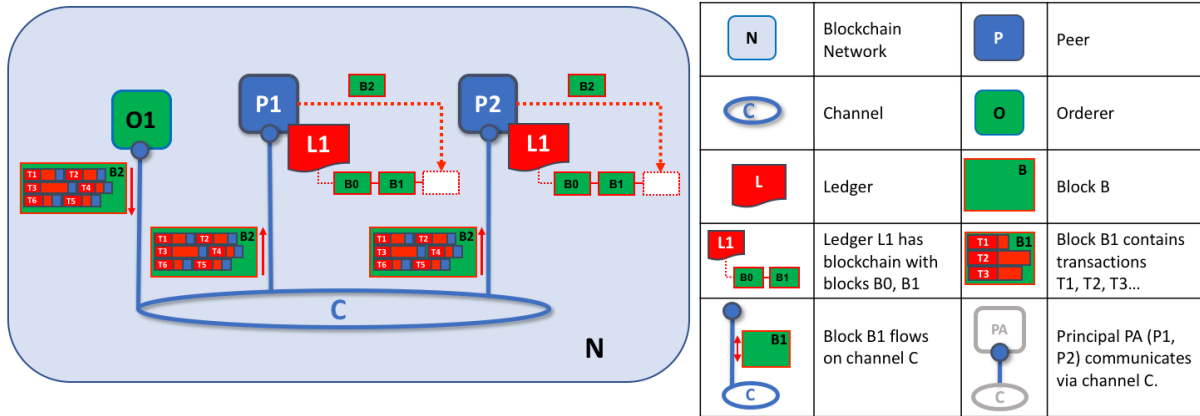 O1
P1
B2
P2
B2
L1
L1
B2
T1 T2
T3 T4
T6 T5
B0 B1
B0 B1
B2
T1 T2
T3 T4
T6 T5
B2
T1 T2
T3 T4
T6 T5
C
N
N
Blockchain
Network
P
Peer
C
Channel
O
Orderer
L
Ledger
B
Block B
L1
B0 B1
Ledger L1 has
blockchain with
blocks B0, B1
B1
T1
T2
T3
Block B1 contains
transactions
T1, T2, T3...
B1
C
Block B1 flows
on channel C
PA
C
Principal PA (P1,
P2) communicates
via channel C.